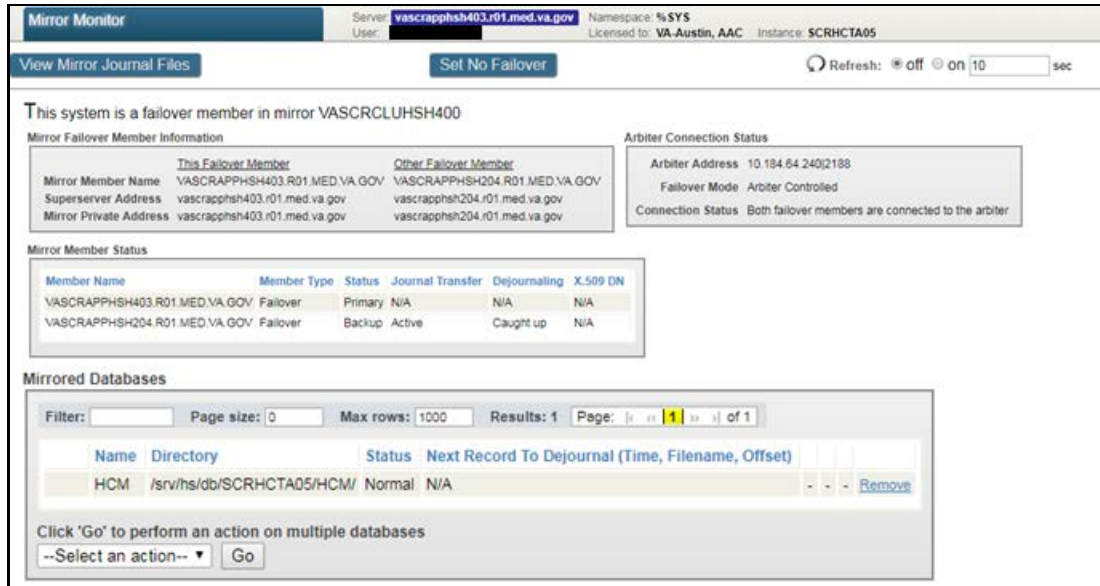 Mirror Monitor
Server: vascrapphsh403.r01.med.va.gov Namespace: %SYS
User: Licensed to: VA-Austin, AAC Instance: SCRHCTA05
View Mirror Journal Files Set No Failover Refresh: off on 10 sec
This system is a failover member in mirror VASCRCLUHSH400
Mirror Failover Member Information
This Failover Member Other Failover Member
Mirror Member Name VASCRAPPHSH403.R01.MED.VA.GOV VASCRAPPHSH204.R01.MED.VA.GOV
Superserver Address vascrapphsh403.r01.med.va.gov vascrapphsh204.r01.med.va.gov
Mirror Private Address vascrapphsh403.r01.med.va.gov vascrapphsh204.r01.med.va.gov
Arbiter Connection Status
Arbiter Address 10.184.64.240|2188
Failover Mode Arbiter Controlled
Connection Status Both failover members are connected to the arbiter
Mirror Member Status
Member Name Member Type Status Journal Transfer Dejournaling X.509 DN
VASCRAPPHSH403.R01.MED.VA.GOV Failover Primary N/A N/A N/A
VASCRAPPHSH204.R01.MED.VA.GOV Failover Backup Active Caught up N/A
Mirrored Databases
Filter: Page size: 0 Max rows: 1000 Results: 1 Page: |< << 1 >> >| of 1
Name Directory Status Next Record To Dejournal (Time, Filename, Offset)
HCM /srv/hs/db/SCRHCTA05/HCM/ Normal N/A - - - Remove
Click 'Go' to perform an action on multiple databases
--Select an action-- Go